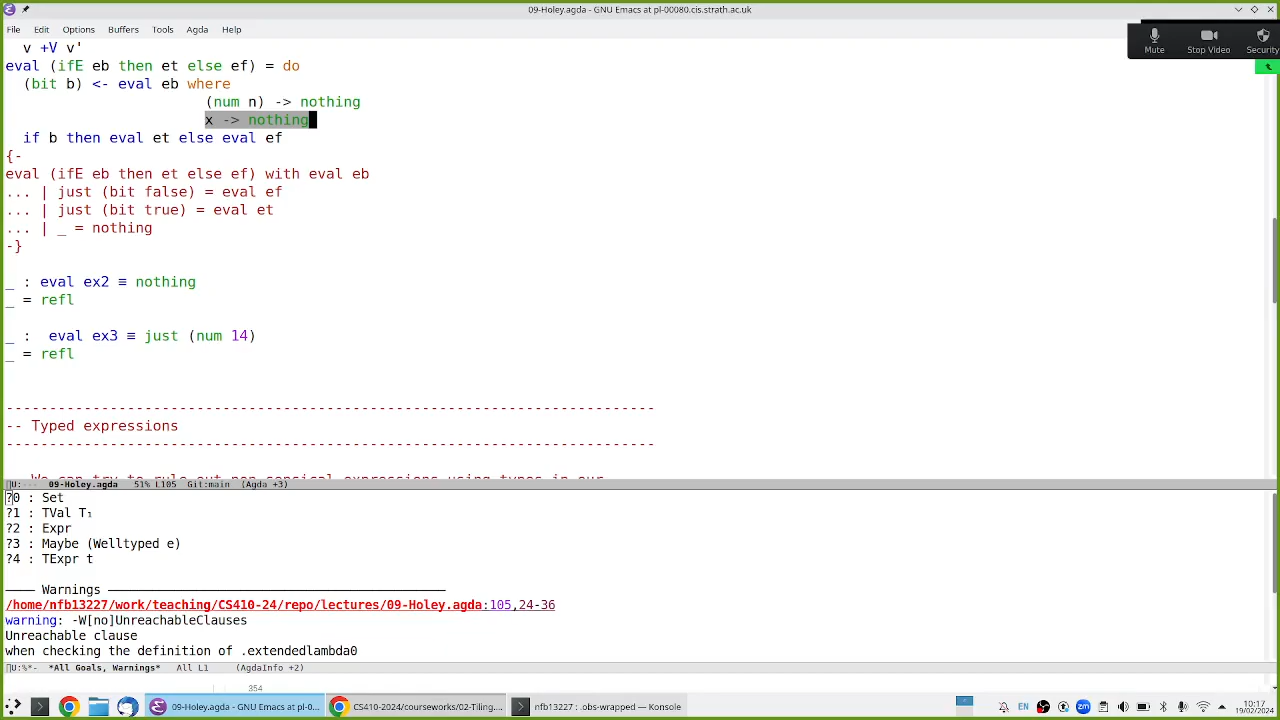 09-Holey.agda - GNU Emacs at pl-00080.cis.strath.ac.uk
File Edit Options Buffers Tools Agda Help
Mute Stop Video Security
v +V v'
eval (ifE eb then et else ef) = do
(bit b) <- eval eb where
(num n) -> nothing
x -> nothing
if b then eval et else eval ef
{-
eval (ifE eb then et else ef) with eval eb
... | just (bit false) = eval ef
... | just (bit true) = eval et
... | _ = nothing
-}
_ : eval ex2 ≡ nothing
_ = refl
_ :  eval ex3 ≡ just (num 14)
_ = refl
---------------------------------------------------------------------------
-- Typed expressions
---------------------------------------------------------------------------
U:--- 09-Holey.agda 51% L105 Git:main (Agda +3)
?0 : Set
?1 : TVal T₁
?2 : Expr
?3 : Maybe (Welltyped e)
?4 : TExpr t
———— Warnings ————————————————————————————————————————
/home/nfb13227/work/teaching/CS410-24/repo/lectures/09-Holey.agda:105,24-36
warning: -W[no]UnreachableClauses
Unreachable clause
when checking the definition of .extendedlambda0
U:%*- *All Goals, Warnings* All L1 (AgdaInfo +2)
354
09-Holey.agda - GNU Emacs at pl-0... CS410-24/courseworks/02-Tiling... nfb13227 : .obs-wrapped — Konsole EN zm 10:17
19/02/2024